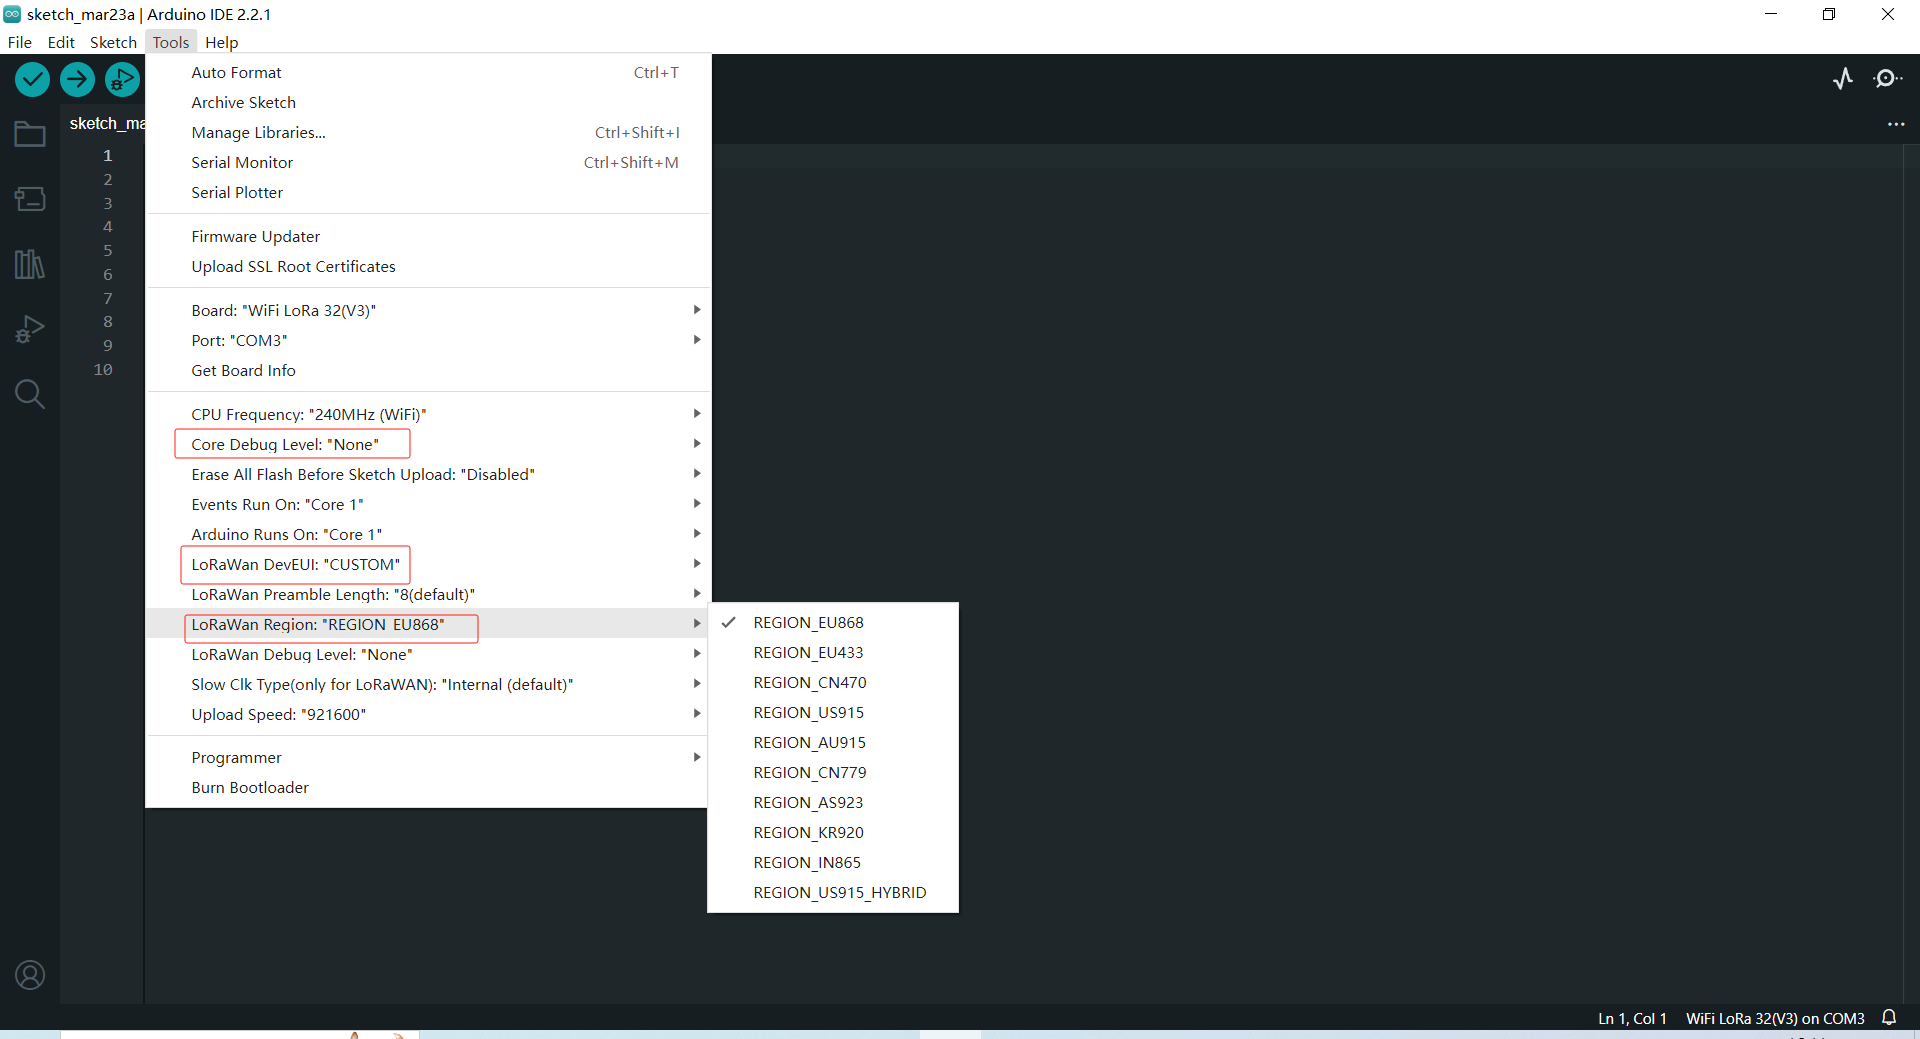 sketch_mar23a | Arduino IDE 2.2.1
File Edit Sketch Tools Help
sketch_ma
1
2
3
4
5
6
7
8
9
10
Auto Format Ctrl+T
Archive Sketch
Manage Libraries... Ctrl+Shift+I
Serial Monitor Ctrl+Shift+M
Serial Plotter
Firmware Updater
Upload SSL Root Certificates
Board: "WiFi LoRa 32(V3)"
Port: "COM3"
Get Board Info
CPU Frequency: "240MHz (WiFi)"
Core Debug Level: "None"
Erase All Flash Before Sketch Upload: "Disabled"
Events Run On: "Core 1"
Arduino Runs On: "Core 1"
LoRaWan DevEUI: "CUSTOM"
LoRaWan Preamble Length: "8(default)"
LoRaWan Region: "REGION_EU868"
LoRaWan Debug Level: "None"
Slow Clk Type(only for LoRaWAN): "Internal (default)"
Upload Speed: "921600"
Programmer
Burn Bootloader
REGION_EU868
REGION_EU433
REGION_CN470
REGION_US915
REGION_AU915
REGION_CN779
REGION_AS923
REGION_KR920
REGION_IN865
REGION_US915_HYBRID
Ln 1, Col 1 WiFi LoRa 32(V3) on COM3